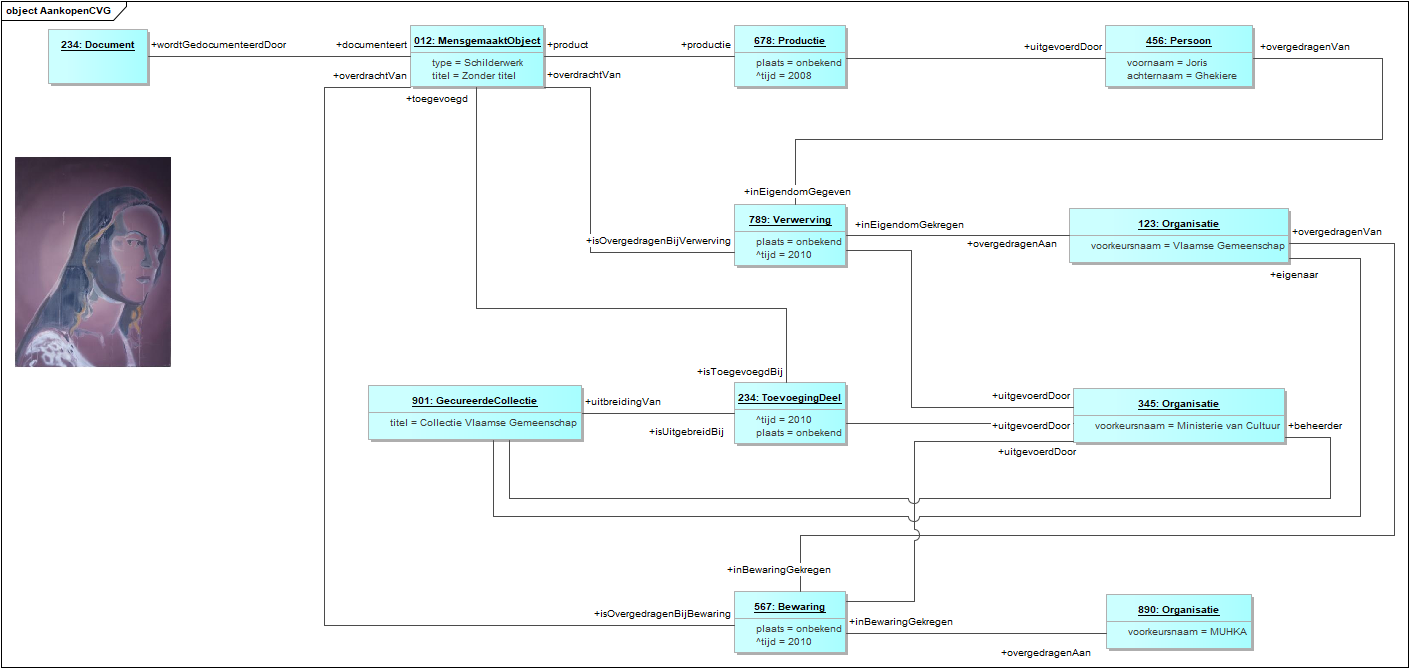 object AankopenCVG
234: Document
+wordtGedocumenteerdDoor
+documenteert
012: MensgemaaktObject
type = Schilderwerk
titel = Zonder titel
+product
+productie
678: Productie
plaats = onbekend
^tijd = 2008
+uitgevoerdDoor
456: Persoon
voornaam = Joris
achternaam = Ghekiere
+overgedragenVan
+overdrachtVan
+overdrachtVan
+toegevoegd
+inEigendomGegeven
789: Verwerving
plaats = onbekend
^tijd = 2010
+isOvergedragenBijVerwerving
+inEigendomGekregen
+overgedragenAan
123: Organisatie
voorkeursnaam = Vlaamse Gemeenschap
+overgedragenVan
+eigenaar
+isToegevoegdBij
901: GecureerdeCollectie
titel = Collectie Vlaamse Gemeenschap
+uitbreidingVan
+isUitgebreidBij
234: ToevoegingDeel
^tijd = 2010
plaats = onbekend
+uitgevoerdDoor
+uitgevoerdDoor
+uitgevoerdDoor
345: Organisatie
voorkeursnaam = Ministerie van Cultuur
+beheerder
+inBewaringGekregen
+isOvergedragenBijBewaring
567: Bewaring
plaats = onbekend
^tijd = 2010
+inBewaringGekregen
+overgedragenAan
890: Organisatie
voorkeursnaam = MUHKA